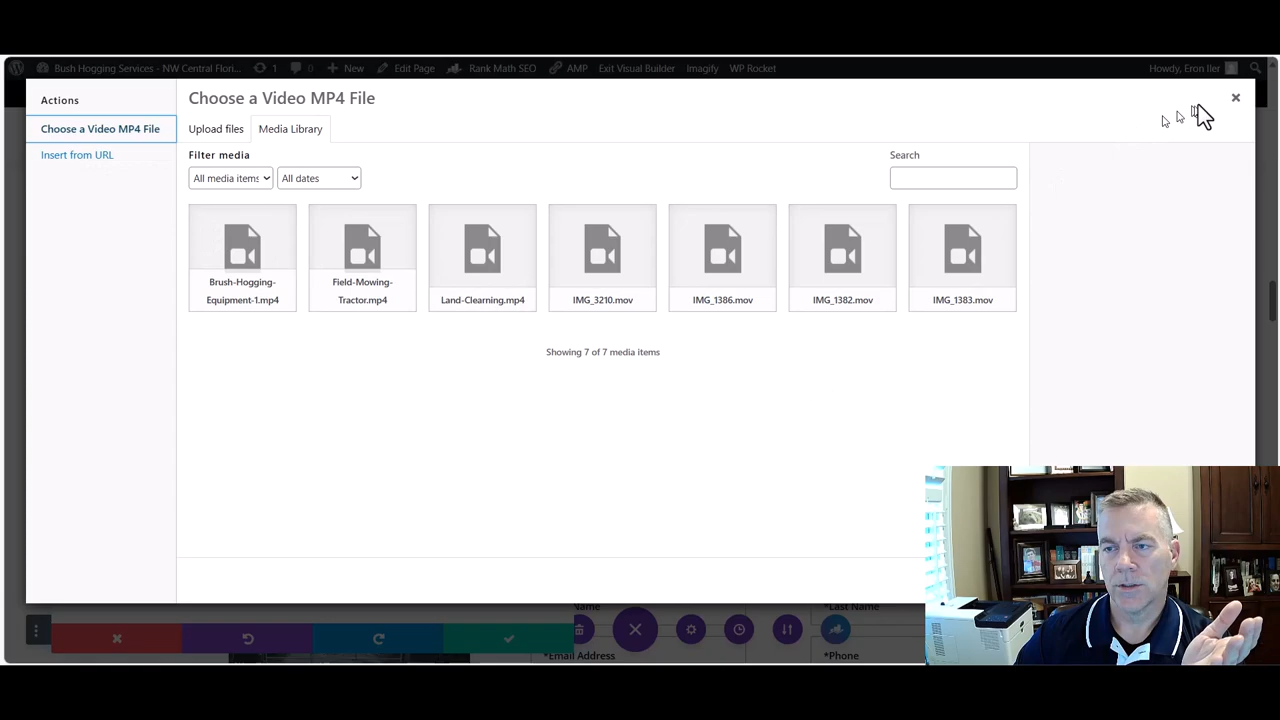 Bush Hogging Services - NW Central Flori... 1 0 New Edit Page Rank Math SEO AMP Exit Visual Builder Imagify WP Rocket Howdy, Eron Iler
Actions
Choose a Video MP4 File
Choose a Video MP4 File
Upload files Media Library
Insert from URL
Filter media
Search
All media items All dates
Brush-Hogging-
Equipment-1.mp4
Field-Mowing-
Tractor.mp4
Land-Clearning.mp4
IMG_3210.mov
IMG_1386.mov
IMG_1382.mov
IMG_1383.mov
Showing 7 of 7 media items
Name *Last Name
*Email Address *Phone